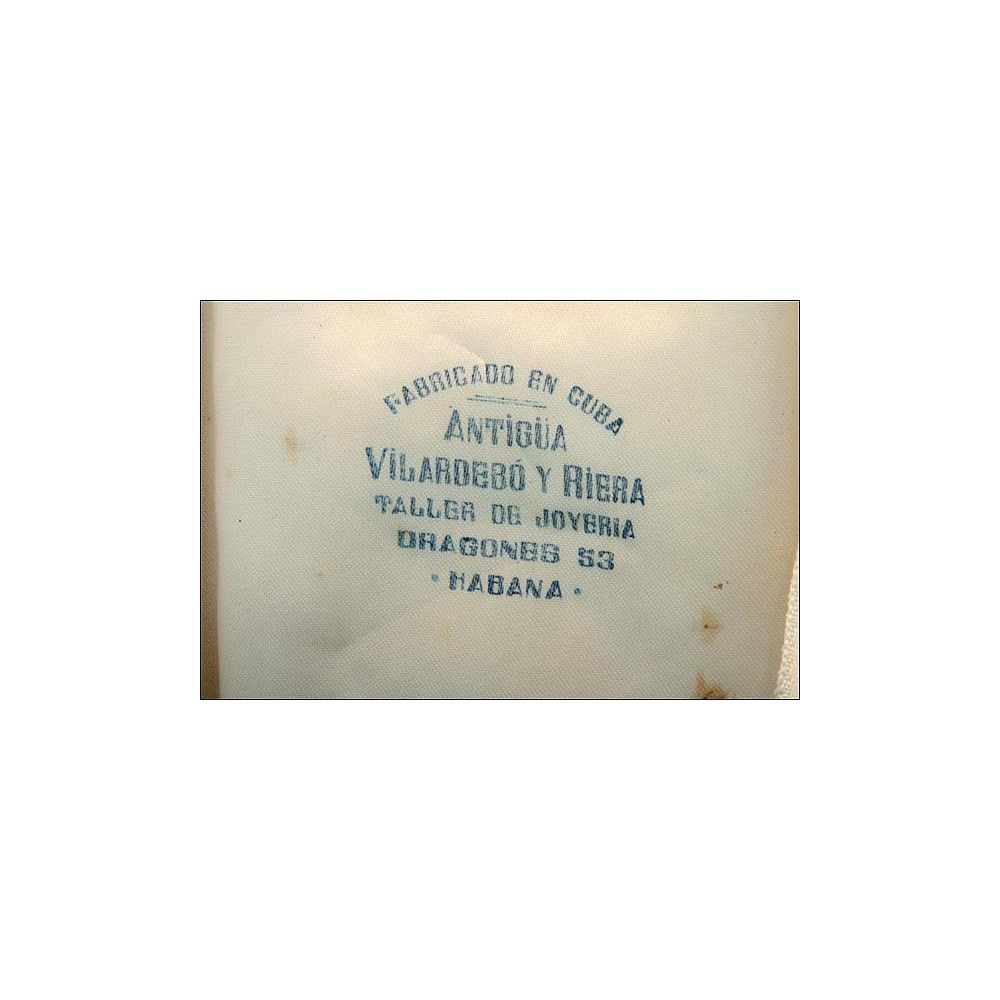 FABRICADO EN CUBA
ANTIGÜA
VILARDEBÓ Y RIERA
TALLER DE JOYERIA
DRAGONES 53
· HABANA ·